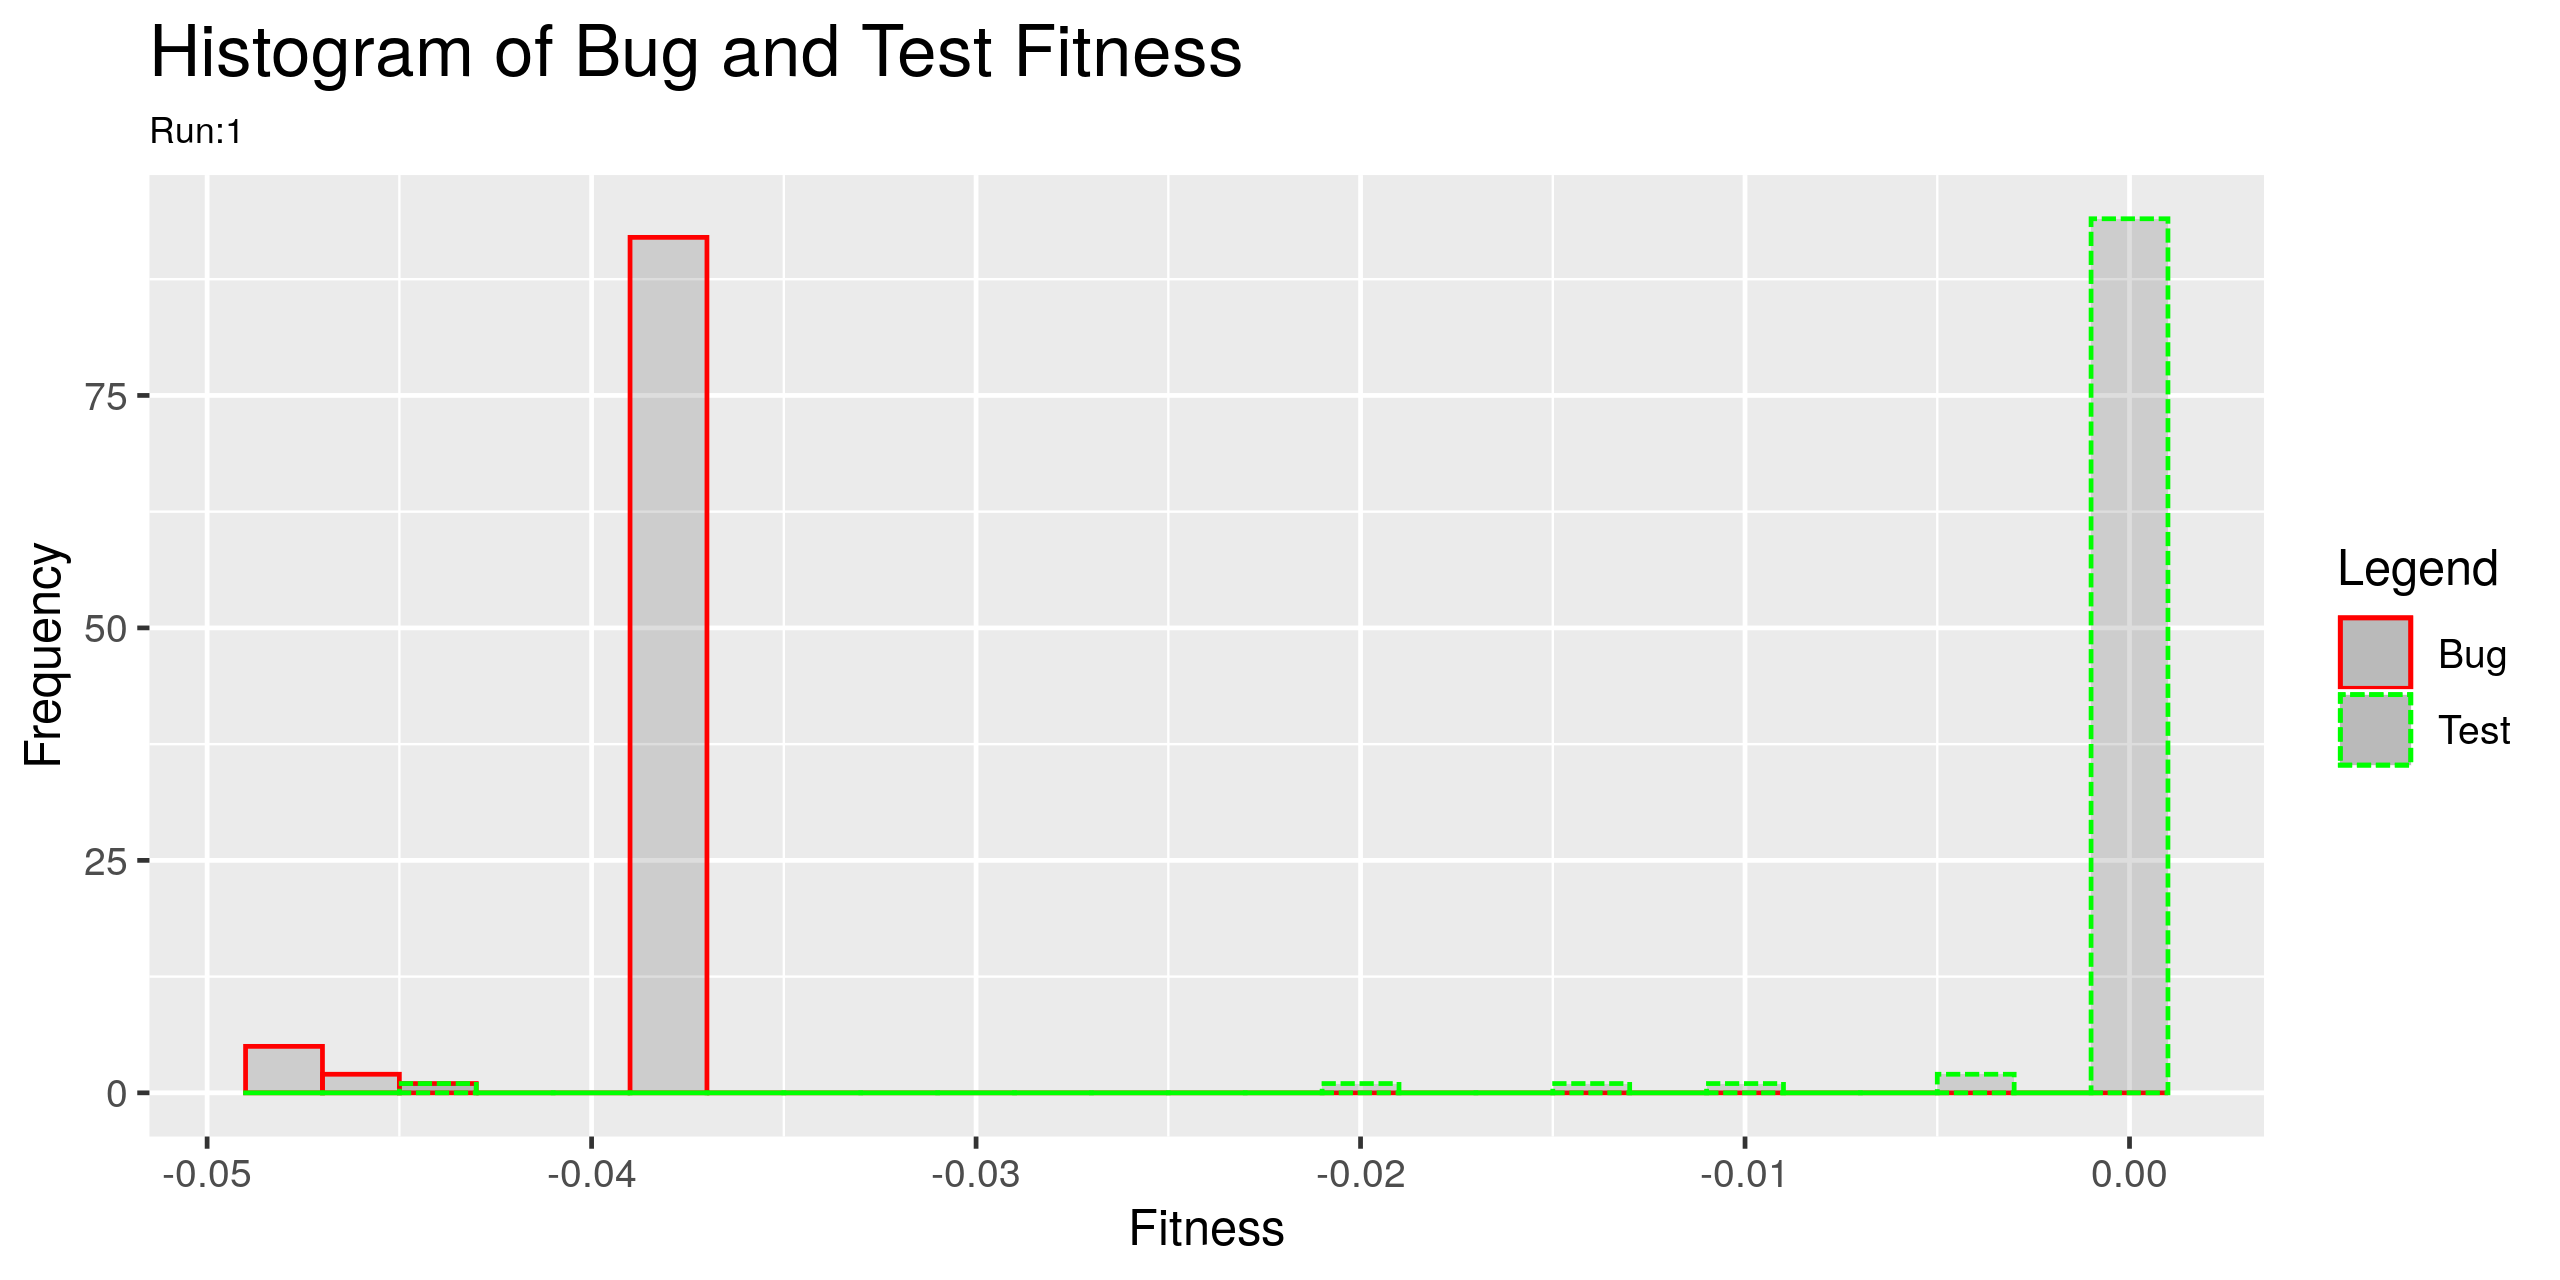 Histogram of Bug and Test Fitness
Run:1
Frequency
75
50
25
0
-0.05 -0.04 -0.03 -0.02 -0.01 0.00
Fitness
Legend
Bug
Test